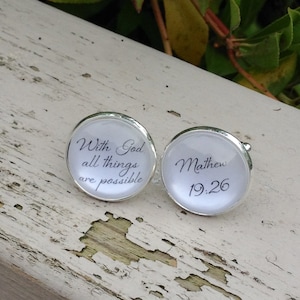 With God
all things
are possible
Mathew
19:26